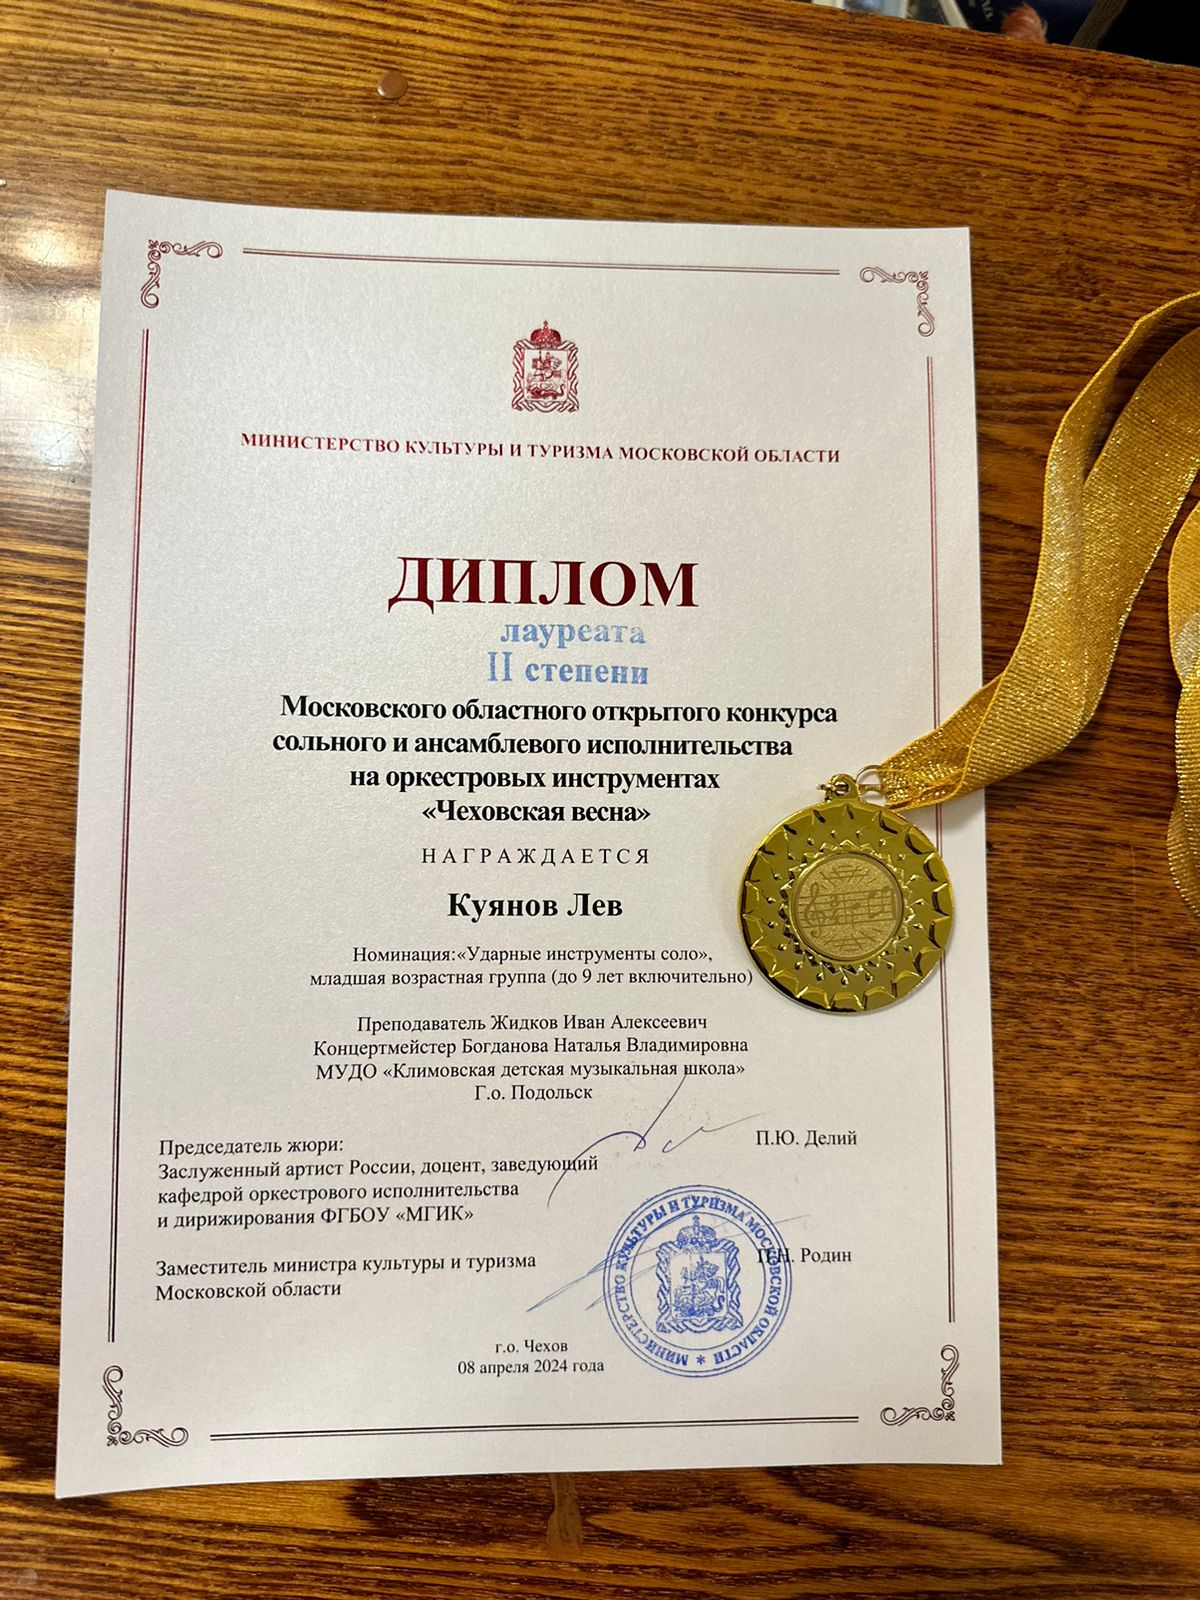 МИНИСТЕРСТВО КУЛЬТУРЫ И ТУРИЗМА МОСКОВСКОЙ ОБЛАСТИ
ДИПЛОМ
лауреата
II степени
Московского областного открытого конкурса
сольного и ансамблевого исполнительства
на оркестровых инструментах
«Чеховская весна»
НАГРАЖДАЕТСЯ
Куянов Лев
Номинация:«Ударные инструменты соло»,
младшая возрастная группа (до 9 лет включительно)
Преподаватель Жидков Иван Алексеевич
Концертмейстер Богданова Наталья Владимировна
МУДО «Климовская детская музыкальная школа»
Г.о. Подольск
Председатель жюри:
Заслуженный артист России, доцент, заведующий
кафедрой оркестрового исполнительства
и дирижирования ФГБОУ «МГИК»
П.Ю. Делий
Заместитель министра культуры и туризма
Московской области
П.Н. Родин
МИНИСТЕРСТВО КУЛЬТУРЫ И ТУРИЗМА МОСКОВСКОЙ ОБЛАСТИ *
г.о. Чехов
08 апреля 2024 года